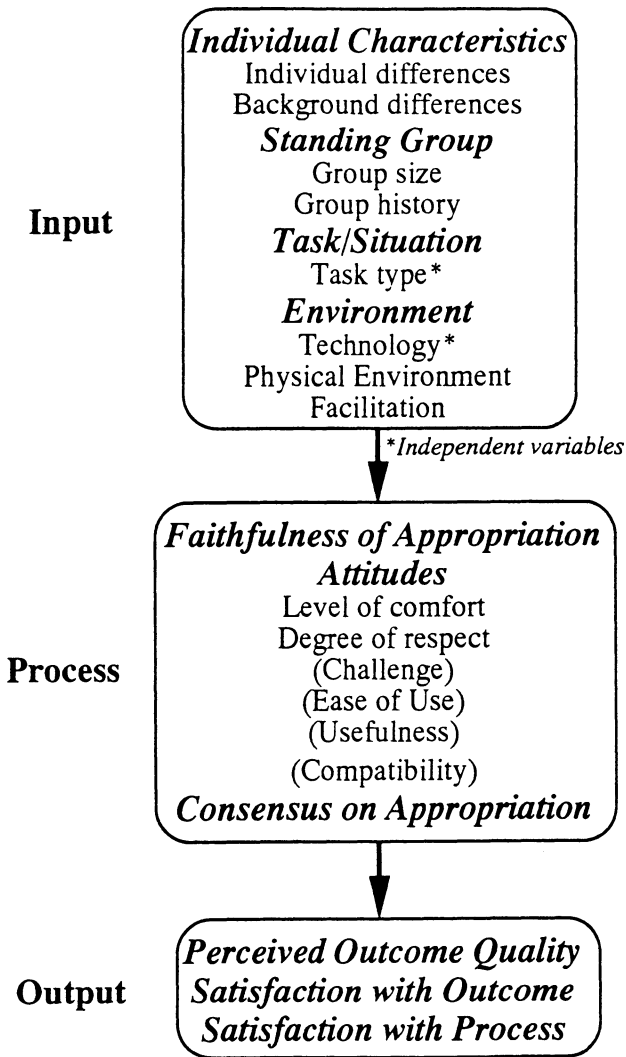 Individual Characteristics
Individual differences
Background differences
Standing Group
Group size
Group history
Input
Task/Situation
Task type*
Environment
Technology*
Physical Environment
Facilitation
*Independent variables
Faithfulness of Appropriation
Attitudes
Level of comfort
Degree of respect
Process
(Challenge)
(Ease of Use)
(Usefulness)
(Compatibility)
Consensus on Appropriation
Perceived Outcome Quality
Output
Satisfaction with Outcome
Satisfaction with Process